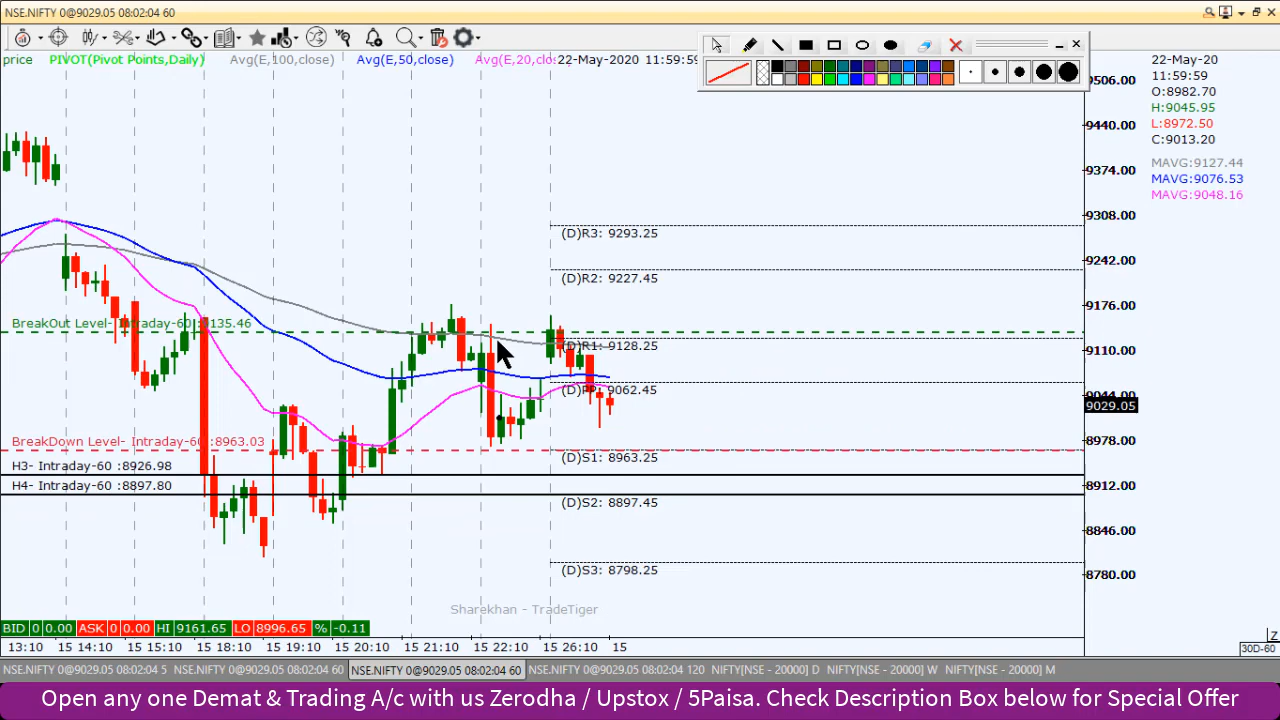 NSE.NIFTY 0@9029.05 08:02:04 60
price PIVOT(Pivot Points,Daily) Avg(E,100,close) Avg(E,50,close) Avg(E,20,clos 22-May-2020 11:59:59
22-May-20
11:59:59
O:8982.70
H:9045.95
L:8972.50
C:9013.20
MAVG:9127.44
MAVG:9076.53
MAVG:9048.16
9506.00
9440.00
9374.00
9308.00
9242.00
9176.00
9110.00
9044.00
9029.05
8978.00
8912.00
8846.00
8780.00
(D)R3: 9293.25
(D)R2: 9227.45
BreakOut Level- Intraday-60 :9135.46
(D)R1: 9128.25
(D)PP: 9062.45
BreakDown Level- Intraday-60 :8963.03
(D)S1: 8963.25
H3- Intraday-60 :8926.98
H4- Intraday-60 :8897.80
(D)S2: 8897.45
(D)S3: 8798.25
Sharekhan - TradeTiger
BID 0 0.00 ASK 0 0.00 HI 9161.65 LO 8996.65 % -0.11
13:10 15 14:10 15 15:10 15 18:10 15 19:10 15 20:10 15 21:10 15 22:10 15 26:10 15
Z
30D-60
NSE.NIFTY 0@9029.05 08:02:04 5 NSE.NIFTY 0@9029.05 08:02:04 60 NSE.NIFTY 0@9029.05 08:02:04 60 NSE.NIFTY 0@9029.05 08:02:04 120 NIFTY[NSE - 20000] D NIFTY[NSE - 20000] W NIFTY[NSE - 20000] M
Open any one Demat & Trading A/c with us Zerodha / Upstox / 5Paisa. Check Description Box below for Special Offer